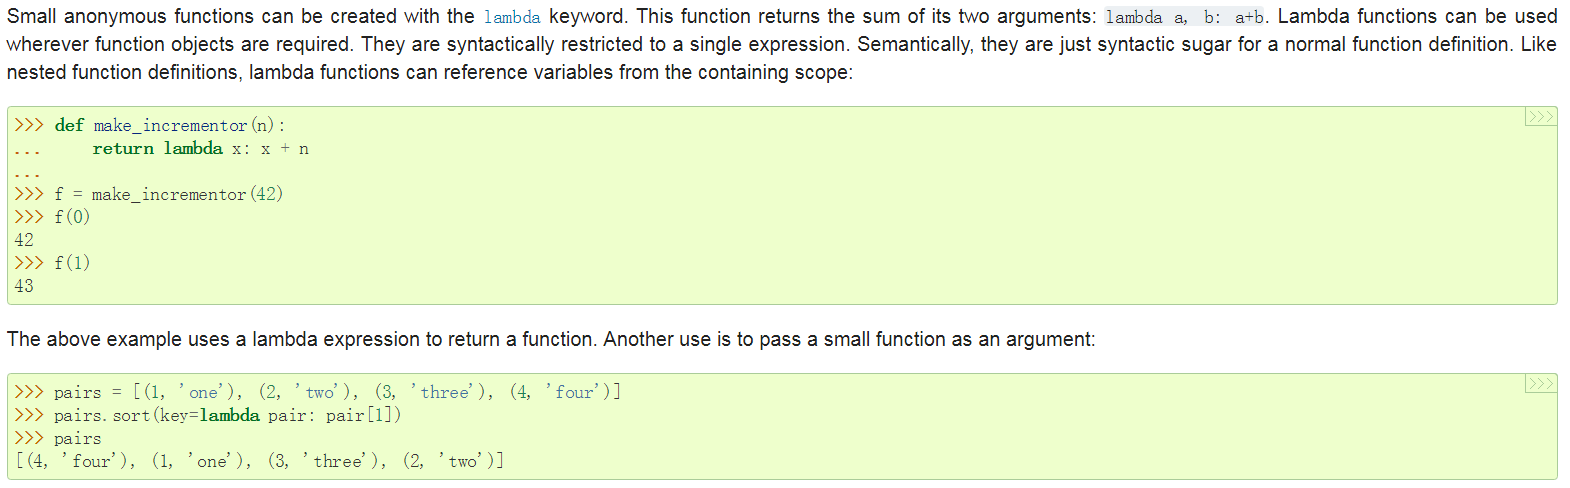 Small anonymous functions can be created with the lambda keyword. This function returns the sum of its two arguments: lambda a, b: a+b. Lambda functions can be used
wherever function objects are required. They are syntactically restricted to a single expression. Semantically, they are just syntactic sugar for a normal function definition. Like
nested function definitions, lambda functions can reference variables from the containing scope:
>>>
>>> def make_incrementor(n):
...     return lambda x: x + n
...
>>> f = make_incrementor(42)
>>> f(0)
42
>>> f(1)
43
The above example uses a lambda expression to return a function. Another use is to pass a small function as an argument:
>>>
>>> pairs = [(1, 'one'), (2, 'two'), (3, 'three'), (4, 'four')]
>>> pairs.sort(key=lambda pair: pair[1])
>>> pairs
[(4, 'four'), (1, 'one'), (3, 'three'), (2, 'two')]